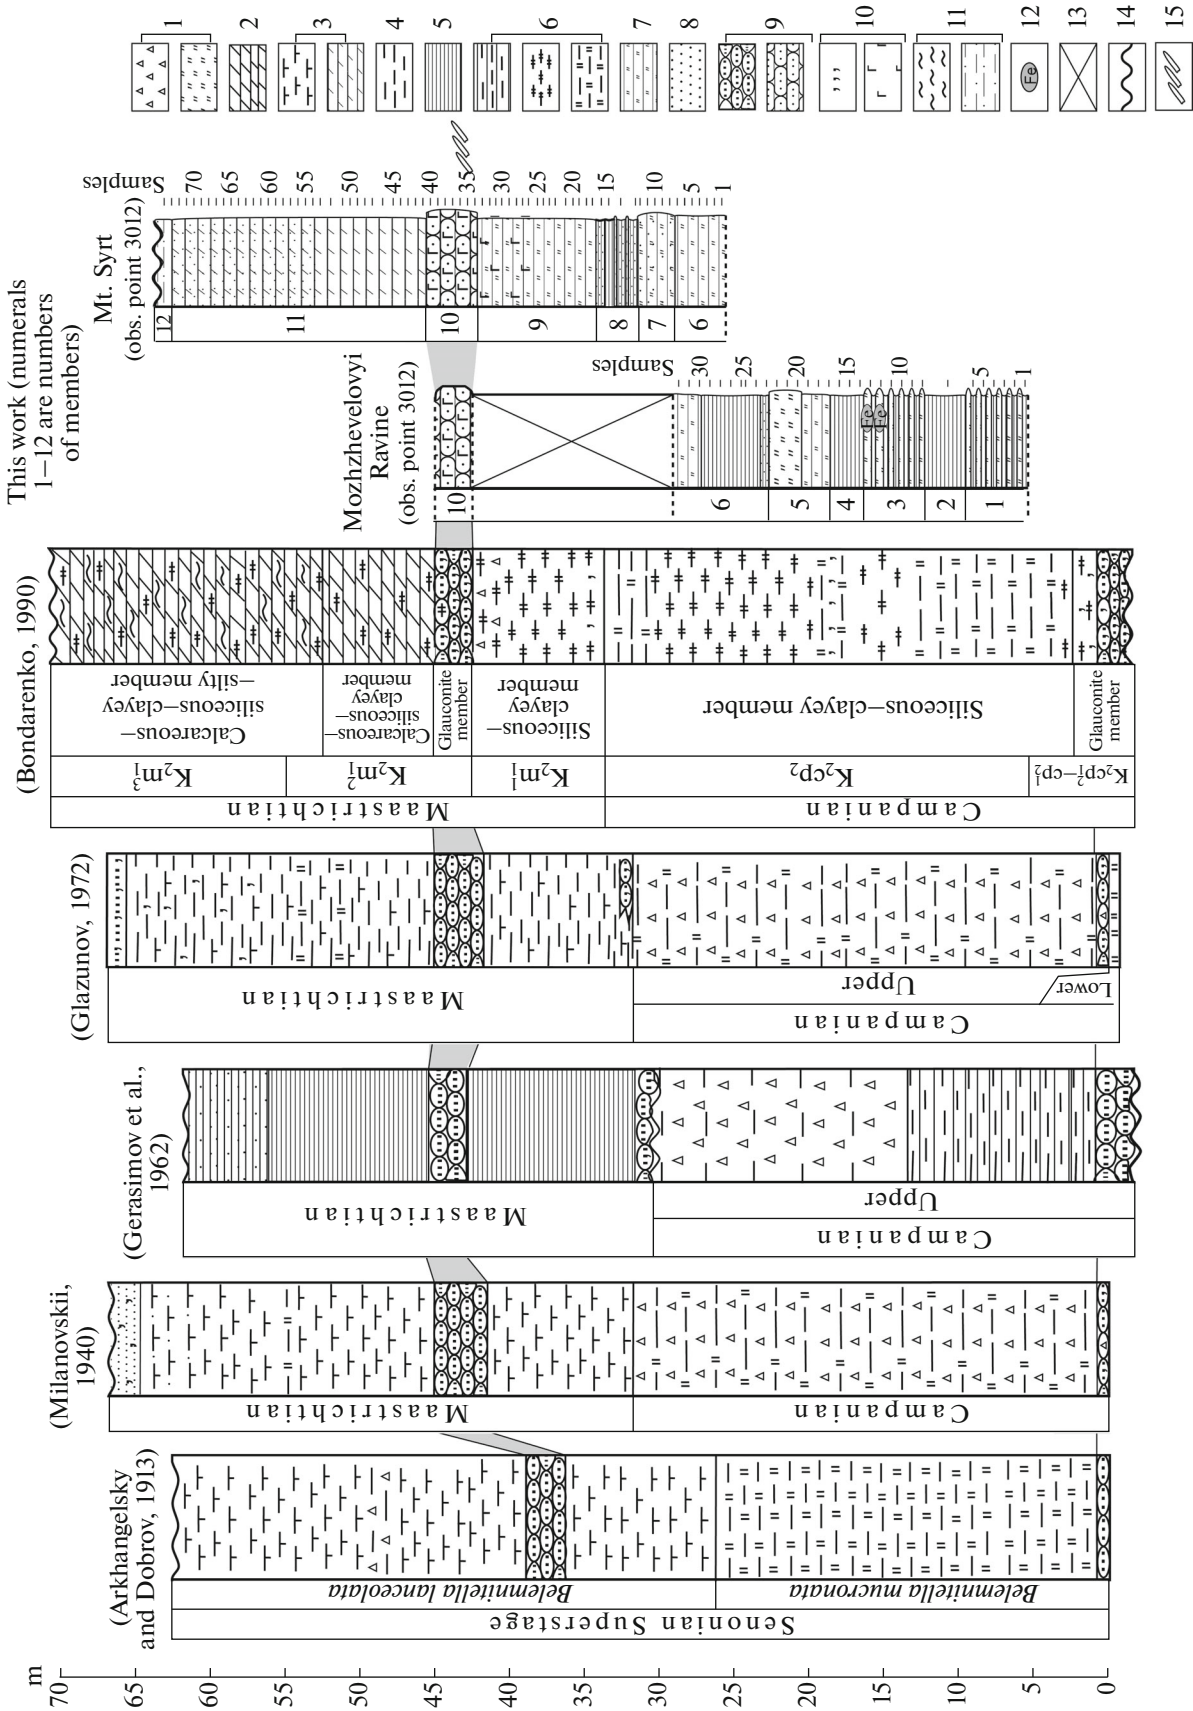 m
70
65
60
55
50
45
40
35
30
25
20
15
10
5
0
(Arkhangelsky
and Dobrov, 1913)
Senonian Superstage
Belemnitella lanceolata
Belemnitella mucronata
(Milanovskii,
1940)
Maastrichtian
Campanian
(Gerasimov et al.,
1962)
Maastrichtian
Campanian
Upper
(Glazunov, 1972)
Maastrichtian
Campanian
Upper
Lower
(Bondarenko, 1990)
Maastrichtian
Campanian
K₂m₁³
K₂m₁²
K₂m₁¹
K₂cp₂
K₂cp₁²–cp₂¹
Calcareous–
siliceous–clayey
–silty member
Calcareous–
siliceous–
clayey
member
Glauconite
member
Siliceous–
clayey
member
Siliceous–clayey member
Glauconite
member
This work (numerals
1–12 are numbers
of members)
Mozhzhevelovyi
Ravine
(obs. point 3012)
Samples
10
6
5
4
3
2
1
Fe
Fe
30
25
20
15
10
5
1
Mt. Syrt
(obs. point 3012)
Samples
12
11
10
9
8
7
6
70
65
60
55
50
45
40
35
30
25
20
15
10
5
1
1
2
3
4
5
6
7
8
9
10
11
12
13
14
15
Fe